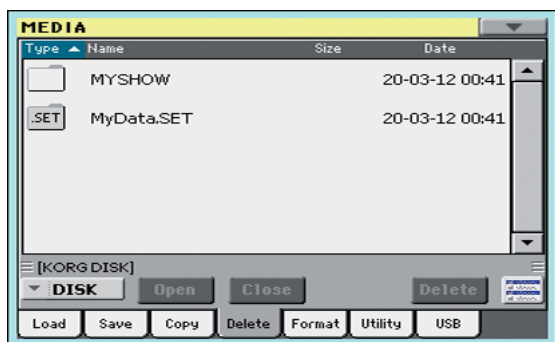 MEDIA
Type Name Size Date
MYSHOW 20-03-12 00:41
.SET MyData.SET 20-03-12 00:41
[KORG DISK]
DISK Open Close Delete
Load Save Copy Delete Format Utility USB